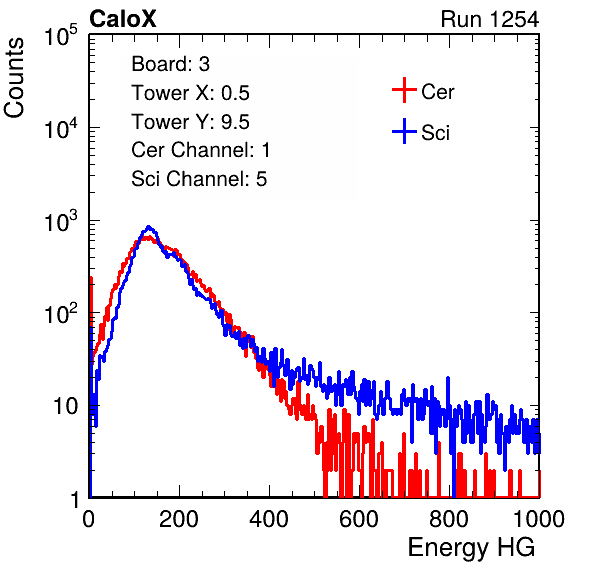 CaloX Run 1254
Counts
Board: 3
Tower X: 0.5
Tower Y: 9.5
Cer Channel: 1
Sci Channel: 5
Cer
Sci
10^5
10^4
10^3
10^2
10
1
0 200 400 600 800 1000
Energy HG